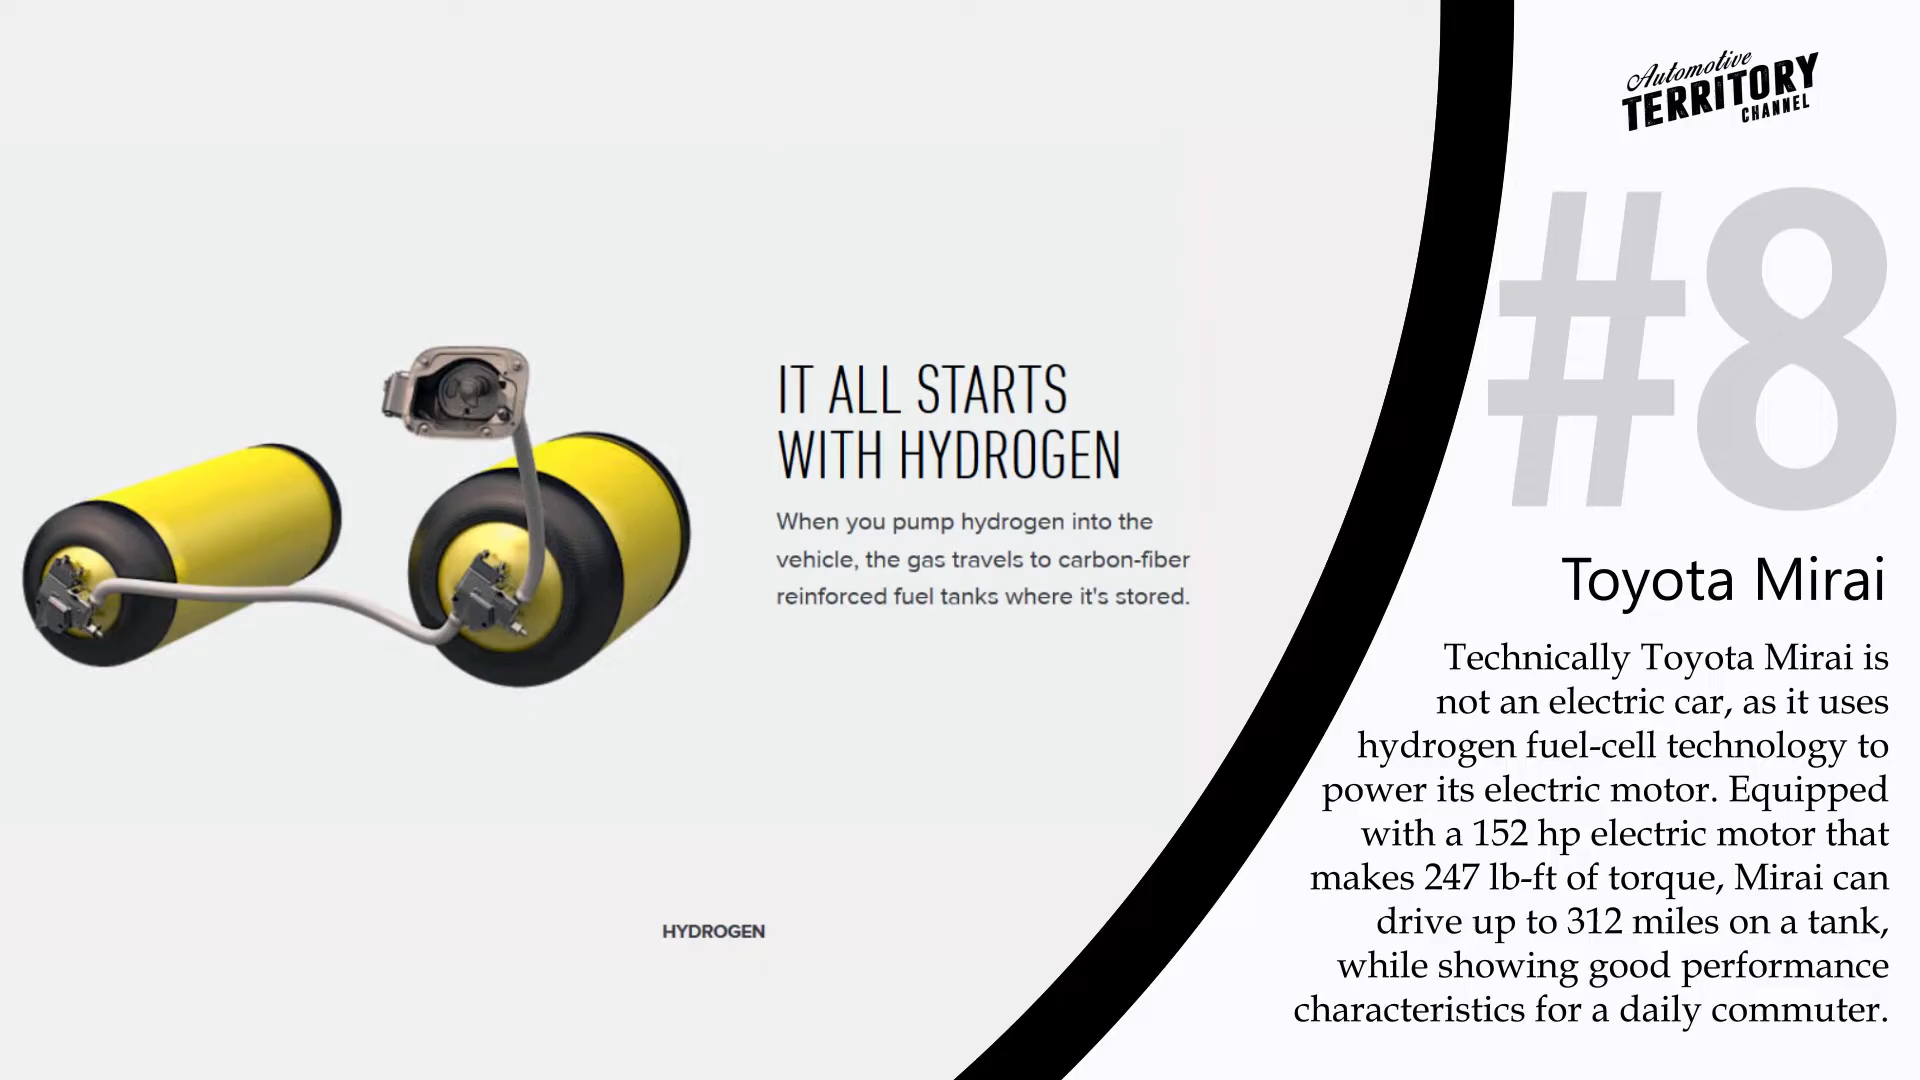 IT ALL STARTS
WITH HYDROGEN
When you pump hydrogen into the
vehicle, the gas travels to carbon-fiber
reinforced fuel tanks where it's stored.
HYDROGEN
Automotive
TERRITORY
CHANNEL
#8
Toyota Mirai
Technically Toyota Mirai is
not an electric car, as it uses
hydrogen fuel-cell technology to
power its electric motor. Equipped
with a 152 hp electric motor that
makes 247 lb-ft of torque, Mirai can
drive up to 312 miles on a tank,
while showing good performance
characteristics for a daily commuter.